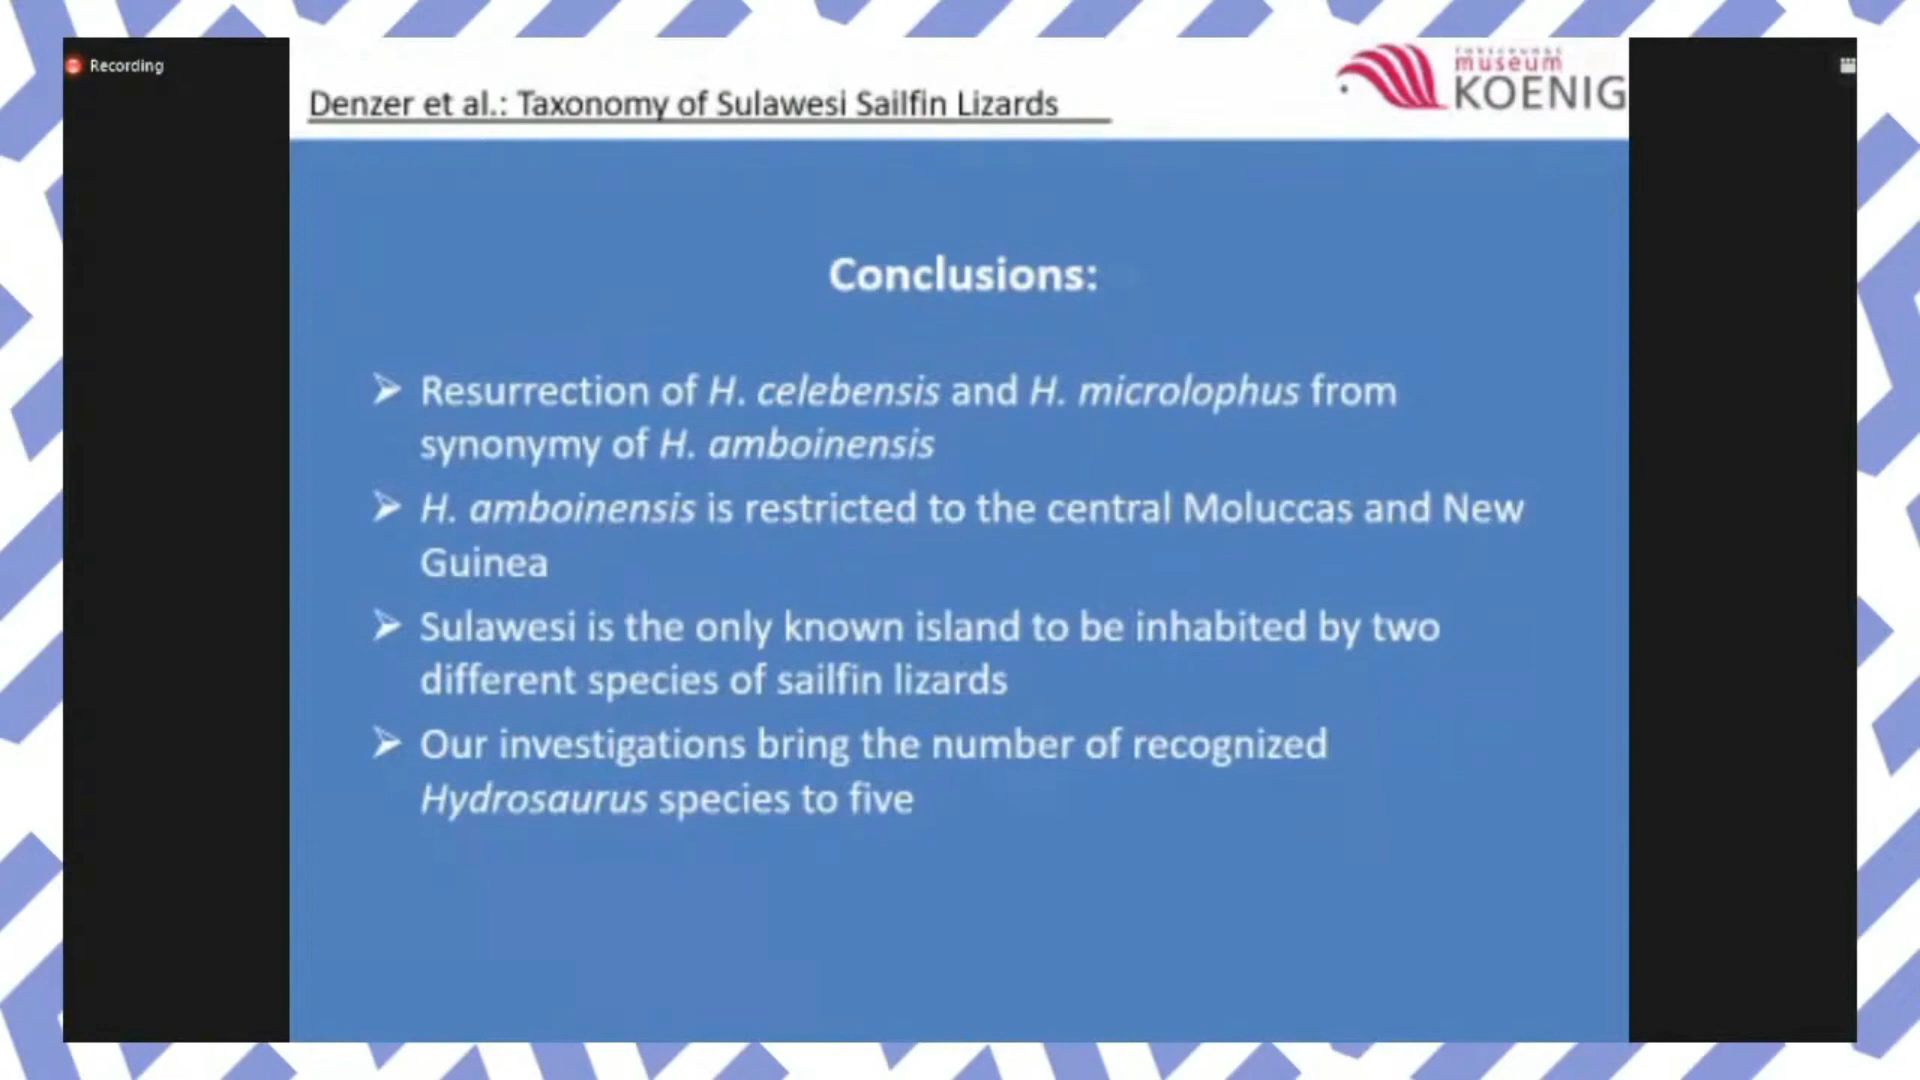 Recording
Denzer et al.: Taxonomy of Sulawesi Sailfin Lizards
FORSCHUNGS
museum
KOENIG
Conclusions:
➢ Resurrection of H. celebensis and H. microlophus from
synonymy of H. amboinensis
➢ H. amboinensis is restricted to the central Moluccas and New
Guinea
➢ Sulawesi is the only known island to be inhabited by two
different species of sailfin lizards
➢ Our investigations bring the number of recognized
Hydrosaurus species to five